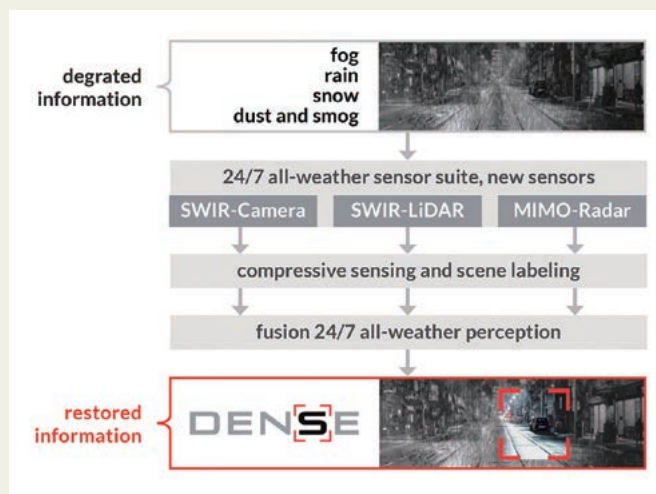 degrated
information
fog
rain
snow
dust and smog
24/7 all-weather sensor suite, new sensors
SWIR-Camera SWIR-LiDAR MIMO-Radar
compressive sensing and scene labeling
fusion 24/7 all-weather perception
restored
information
DENSE